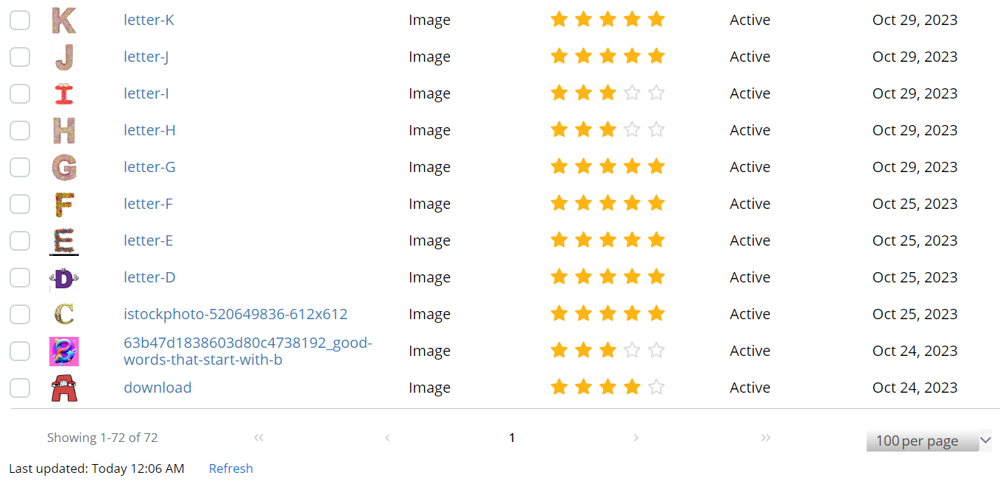 K letter-K Image Active Oct 29, 2023
J letter-J Image Active Oct 29, 2023
I letter-I Image Active Oct 29, 2023
H letter-H Image Active Oct 29, 2023
G letter-G Image Active Oct 29, 2023
F letter-F Image Active Oct 25, 2023
E letter-E Image Active Oct 25, 2023
D letter-D Image Active Oct 25, 2023
C istockphoto-520649836-612x612 Image Active Oct 25, 2023
B 63b47d1838603d80c4738192_good-
words-that-start-with-b Image Active Oct 24, 2023
A download Image Active Oct 24, 2023
Showing 1-72 of 72 « ‹ 1 › » 100 per page
Last updated: Today 12:06 AM Refresh